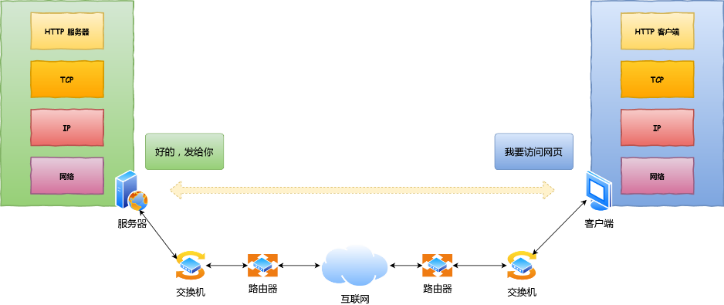 HTTP 服务器
TCP
IP
网络
好的，发给你
我要访问网页
HTTP 客户端
TCP
IP
网络
服务器
客户端
交换机
路由器
互联网
路由器
交换机